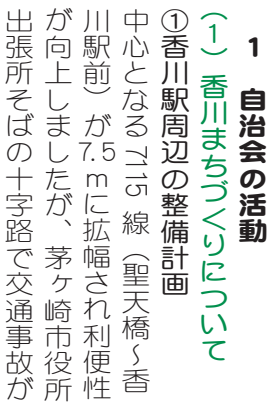 1　自治会の活動
（1）香川まちづくりについて
①香川駅周辺の整備計画
中心となる 7115 線（聖天橋～香
川駅前）が7.5ｍに拡幅され利便性
が向上しましたが、茅ヶ崎市役所
出張所そばの十字路で交通事故が